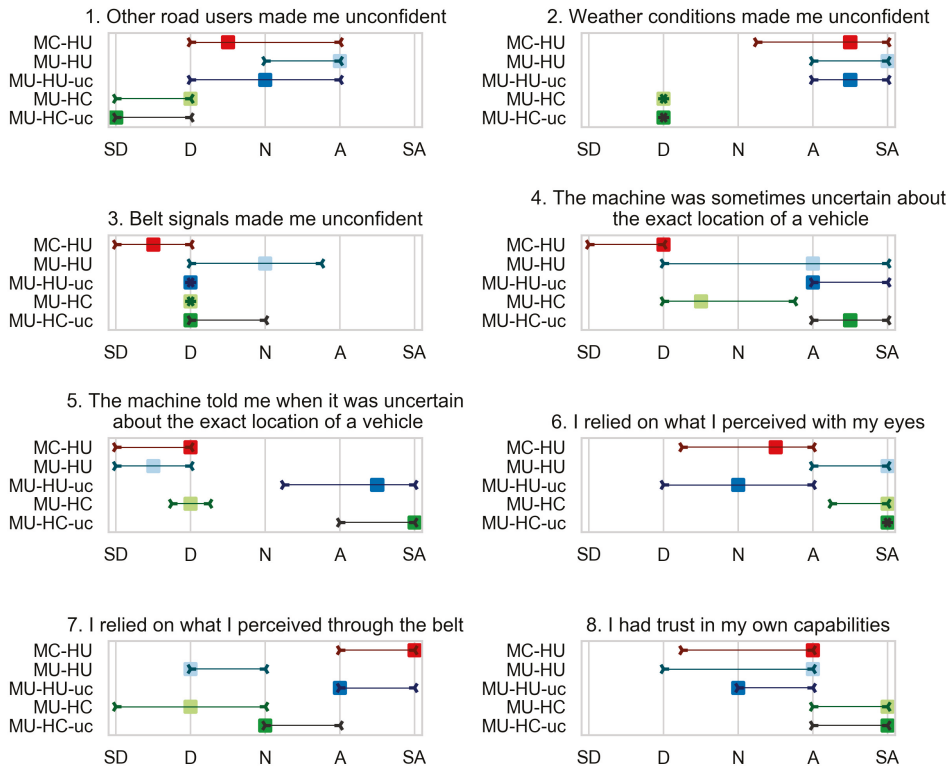 1. Other road users made me unconfident
MC-HU
MU-HU
MU-HU-uc
MU-HC
MU-HC-uc
SD D N A SA
2. Weather conditions made me unconfident
MC-HU
MU-HU
MU-HU-uc
MU-HC
MU-HC-uc
SD D N A SA
3. Belt signals made me unconfident
MC-HU
MU-HU
MU-HU-uc
MU-HC
MU-HC-uc
SD D N A SA
4. The machine was sometimes uncertain about
the exact location of a vehicle
MC-HU
MU-HU
MU-HU-uc
MU-HC
MU-HC-uc
SD D N A SA
5. The machine told me when it was uncertain
about the exact location of a vehicle
MC-HU
MU-HU
MU-HU-uc
MU-HC
MU-HC-uc
SD D N A SA
6. I relied on what I perceived with my eyes
MC-HU
MU-HU
MU-HU-uc
MU-HC
MU-HC-uc
SD D N A SA
7. I relied on what I perceived through the belt
MC-HU
MU-HU
MU-HU-uc
MU-HC
MU-HC-uc
SD D N A SA
8. I had trust in my own capabilities
MC-HU
MU-HU
MU-HU-uc
MU-HC
MU-HC-uc
SD D N A SA